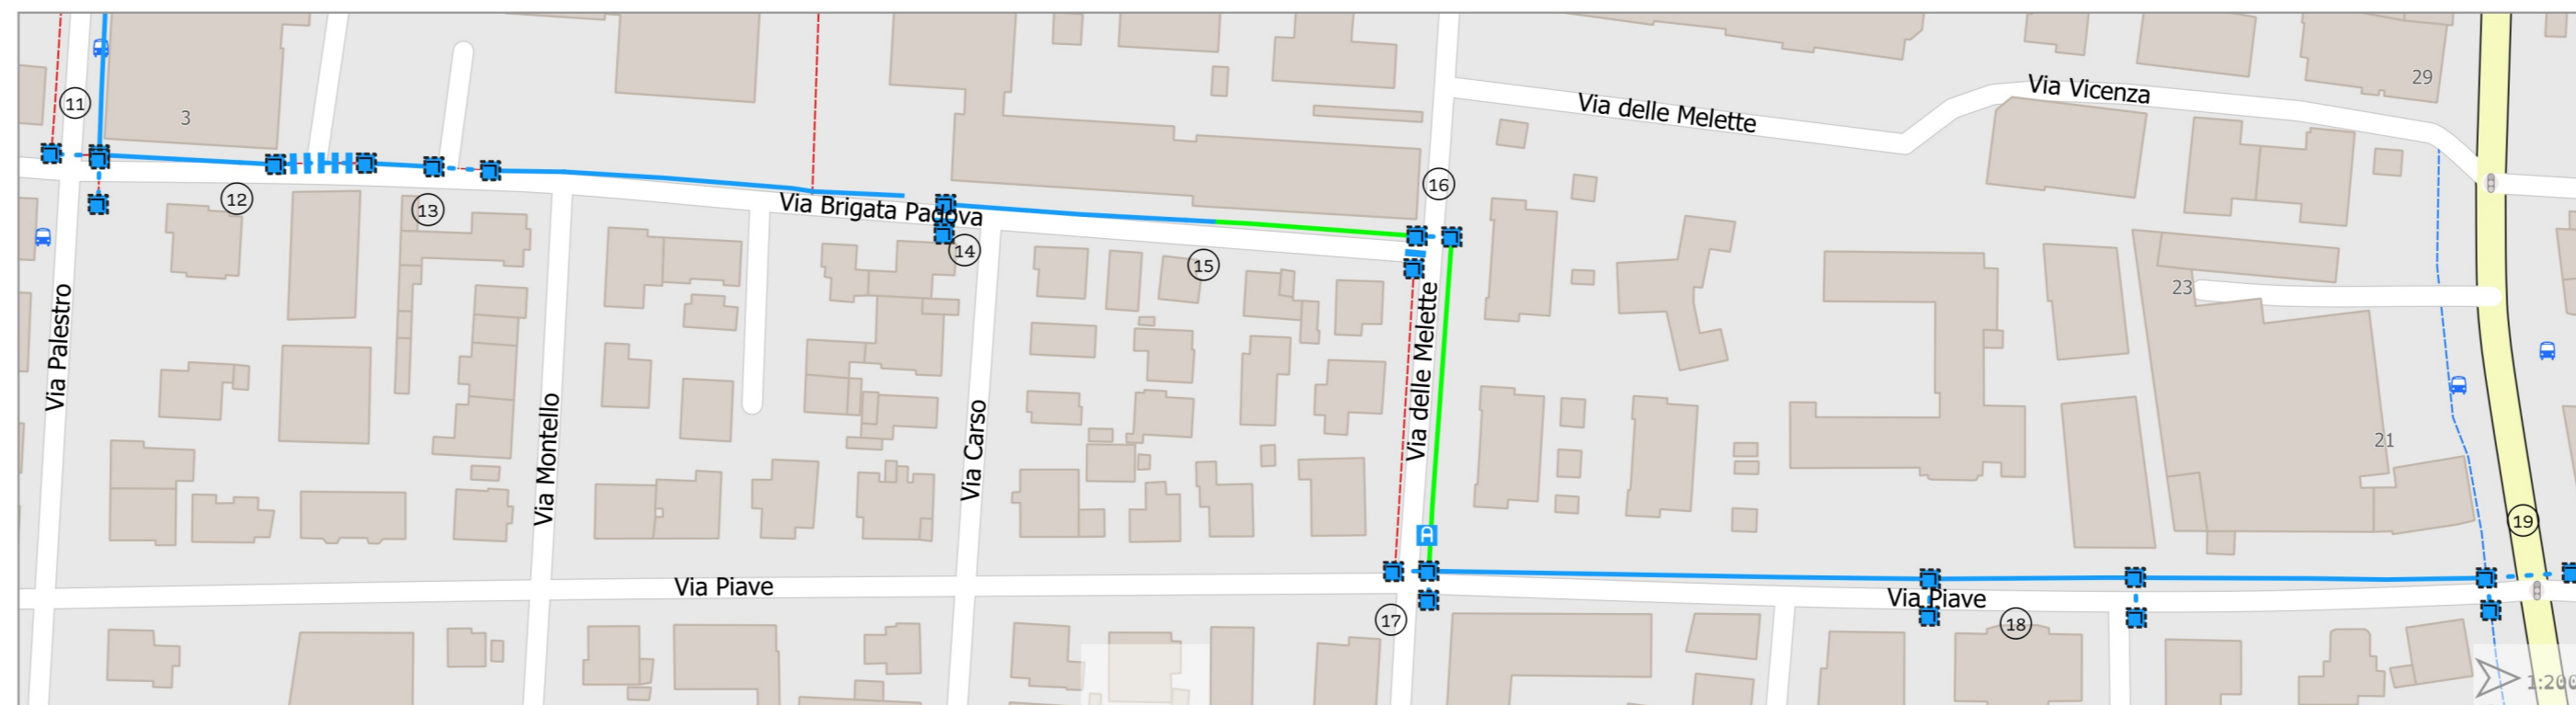 29
Via Vicenza
Via delle Melette
11
3
16
12
13
Via Brigata Padova
14
15
23
Via Palestro
Via Montello
Via Carso
Via delle Melette
21
19
Via Piave
Via Piave
17
18